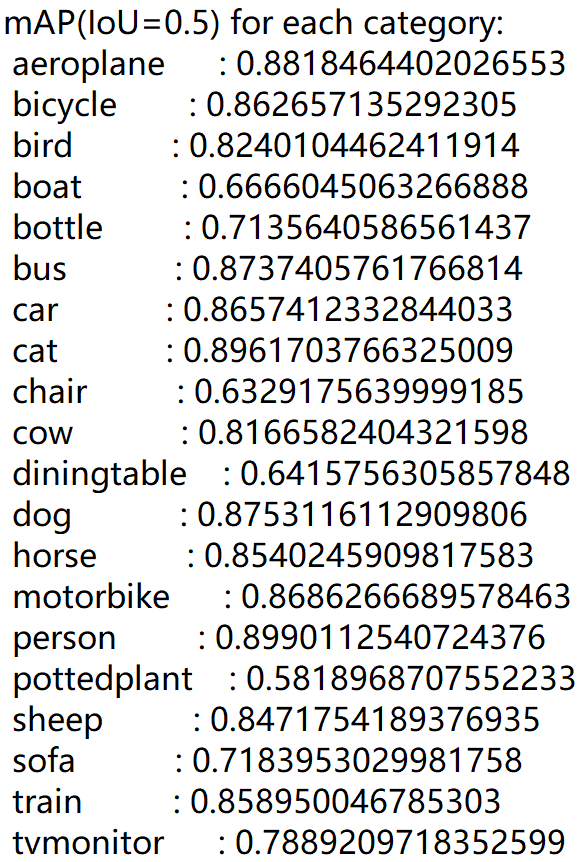 mAP(IoU=0.5) for each category:
aeroplane : 0.8818464402026553
bicycle : 0.862657135292305
bird : 0.8240104462411914
boat : 0.6666045063266888
bottle : 0.7135640586561437
bus : 0.8737405761766814
car : 0.8657412332844033
cat : 0.8961703766325009
chair : 0.6329175639999185
cow : 0.8166582404321598
diningtable : 0.6415756305857848
dog : 0.8753116112909806
horse : 0.8540245909817583
motorbike : 0.8686266689578463
person : 0.8990112540724376
pottedplant : 0.5818968707552233
sheep : 0.8471754189376935
sofa : 0.7183953029981758
train : 0.858950046785303
tvmonitor : 0.7889209718352599